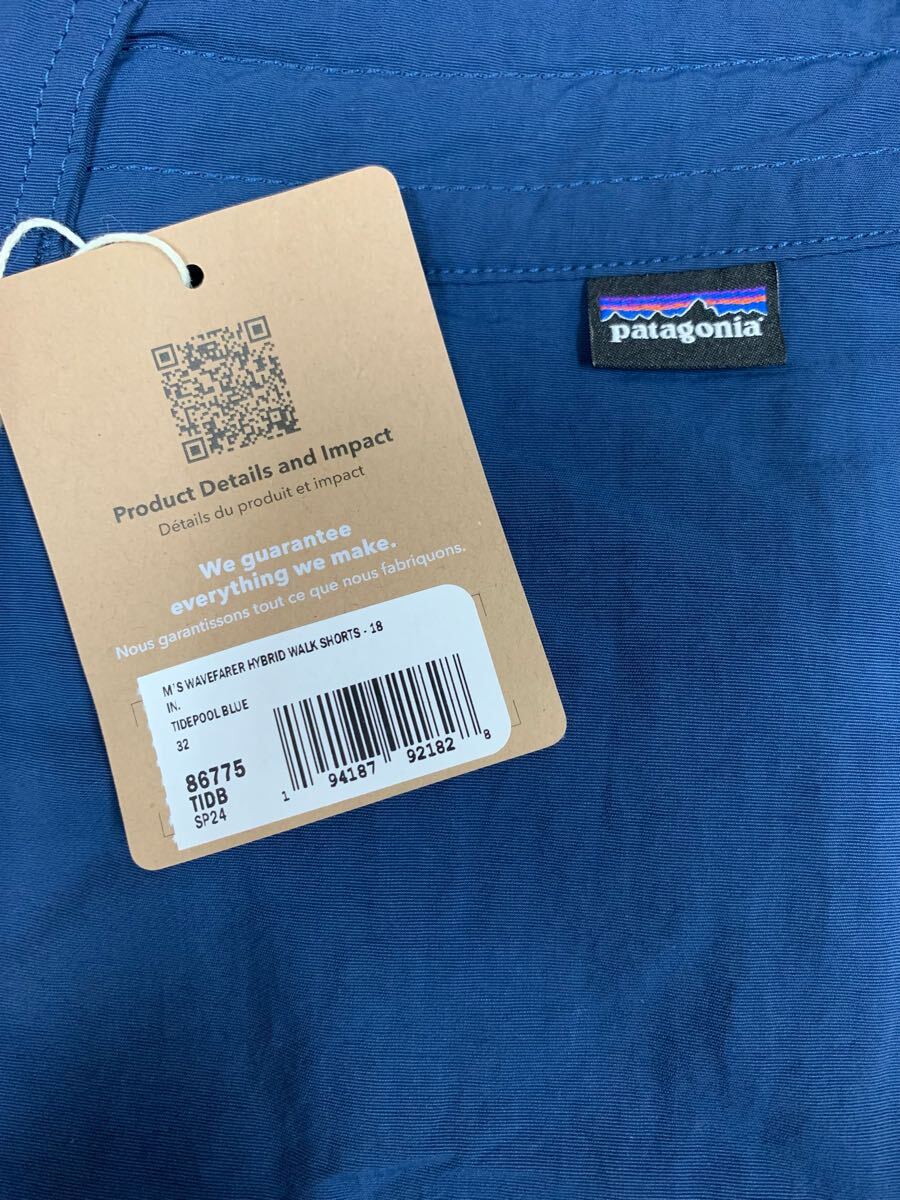 patagonia
Product Details and Impact
Détails du produit et impact
We guarantee
everything we make.
Nous garantissons tout ce que nous fabriquons.
M'S WAVEFARER HYBRID WALK SHORTS - 18
IN.
TIDEPOOL BLUE
32
86775
TIDB
SP24
1 94187 92182 8